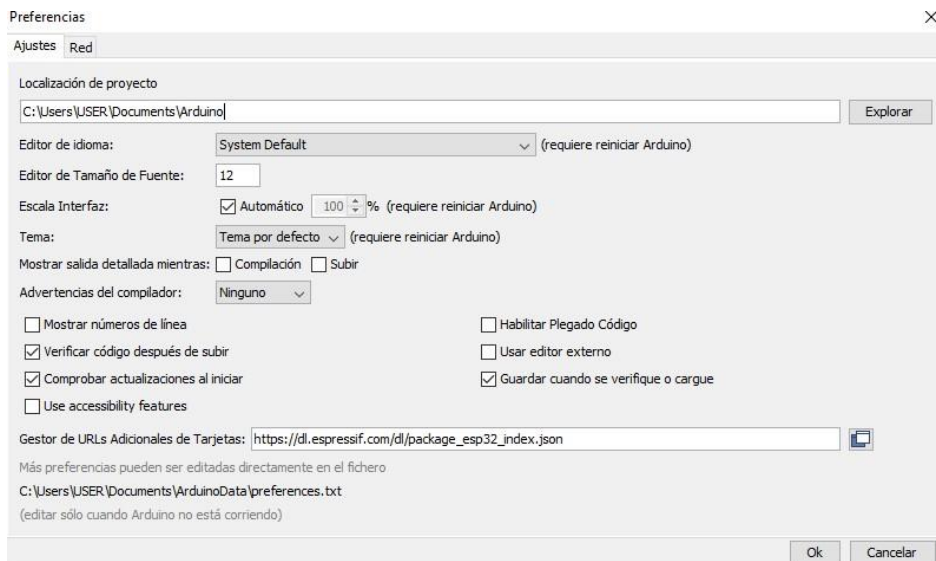 Preferencias
Ajustes Red
Localización de proyecto
C:\Users\USER\Documents\Arduino Explorar
Editor de idioma: System Default (requiere reiniciar Arduino)
Editor de Tamaño de Fuente: 12
Escala Interfaz: Automático 100 % (requiere reiniciar Arduino)
Tema: Tema por defecto (requiere reiniciar Arduino)
Mostrar salida detallada mientras: Compilación Subir
Advertencias del compilador: Ninguno
Mostrar números de línea Habilitar Plegado Código
Verificar código después de subir Usar editor externo
Comprobar actualizaciones al iniciar Guardar cuando se verifique o cargue
Use accessibility features
Gestor de URLs Adicionales de Tarjetas: https://dl.espressif.com/dl/package_esp32_index.json
Más preferencias pueden ser editadas directamente en el fichero
C:\Users\USER\Documents\ArduinoData\preferences.txt
(editar sólo cuando Arduino no está corriendo)
Ok Cancelar